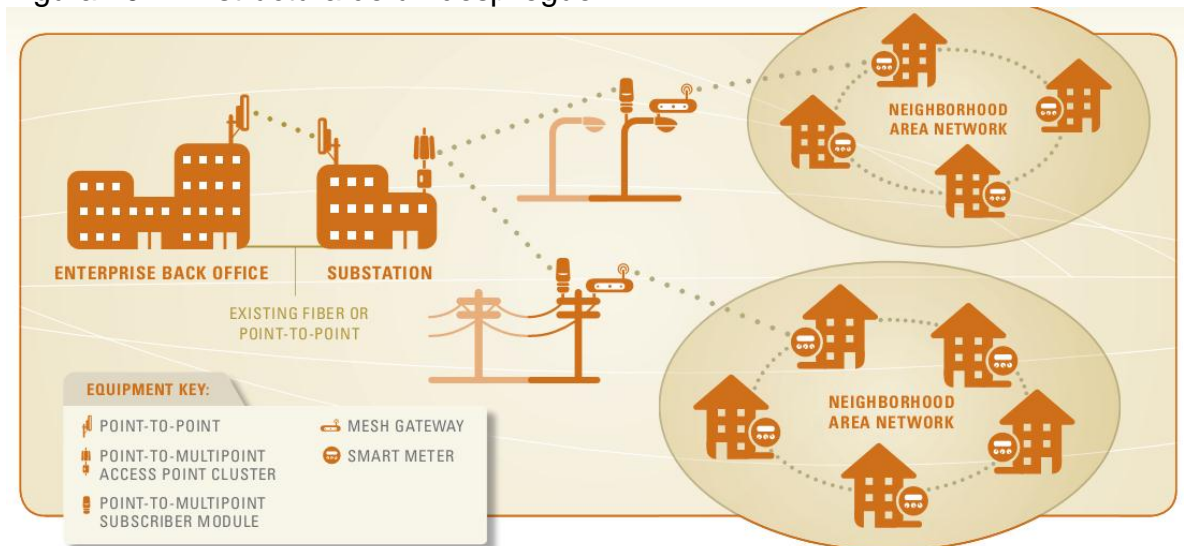 NEIGHBORHOOD
AREA NETWORK
ENTERPRISE BACK OFFICE
SUBSTATION
EXISTING FIBER OR
POINT-TO-POINT
NEIGHBORHOOD
AREA NETWORK
EQUIPMENT KEY:
POINT-TO-POINT
POINT-TO-MULTIPOINT
ACCESS POINT CLUSTER
POINT-TO-MULTIPOINT
SUBSCRIBER MODULE
MESH GATEWAY
SMART METER